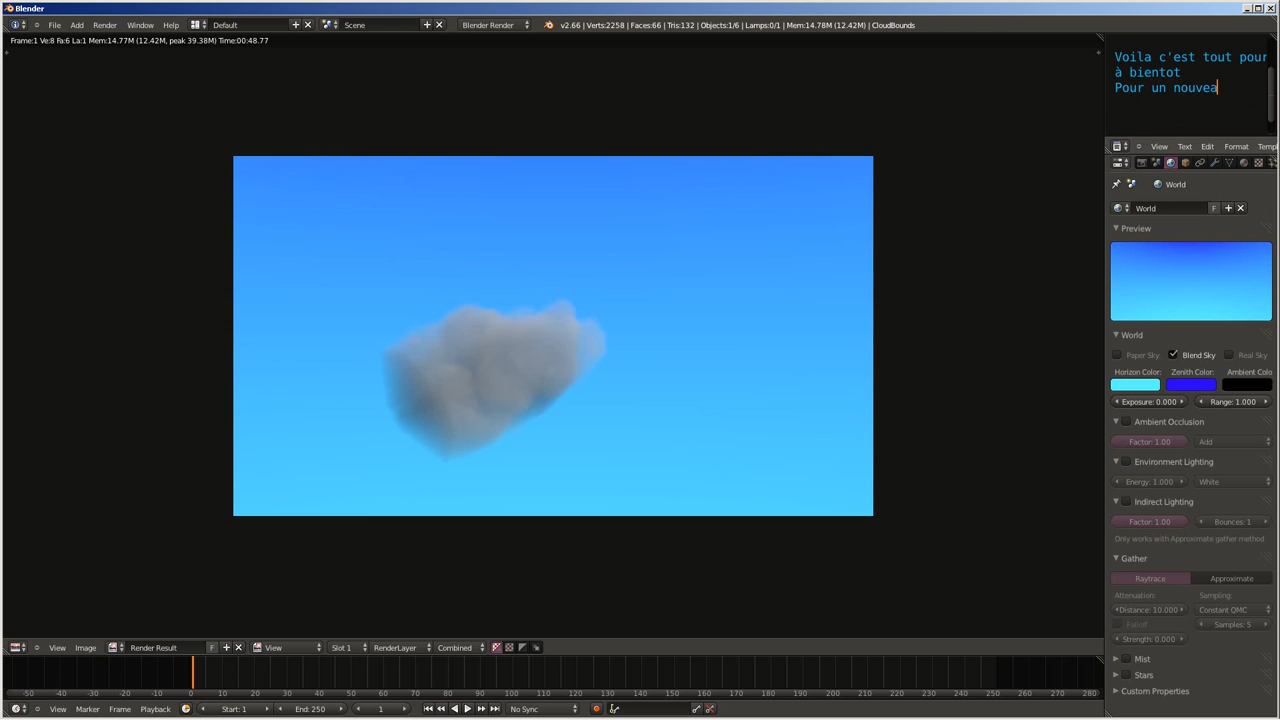 Blender
File Add Render Window Help Default Scene Blender Render v2.66 | Verts:2258 | Faces:66 | Tris:132 | Objects:1/6 | Lamps:0/1 | Mem:14.78M (12.42M) | CloudBounds
Frame:1 Ve:8 Fa:6 La:1 Mem:14.77M (12.42M, peak 39.38M) Time:00:48.77
Voila c'est tout pour
à bientot
Pour un nouvea
View Text Edit Format Templ
World
World F
Preview
World
Paper Sky Blend Sky Real Sky
Horizon Color: Zenith Color: Ambient Colo
Exposure: 0.000 Range: 1.000
Ambient Occlusion
Factor: 1.00 Add
Environment Lighting
Energy: 1.000 White
Indirect Lighting
Factor: 1.00 Bounces: 1
Only works with Approximate gather method
Gather
Raytrace Approximate
Attenuation: Sampling:
Distance: 10.000 Constant QMC
Falloff Samples: 5
Strength: 0.000
Mist
Stars
Custom Properties
View Image Render Result F View Slot 1 RenderLayer Combined
-50 -40 -30 -20 -10 0 10 20 30 40 50 60 70 80 90 100 110 120 130 140 150 160 170 180 190 200 210 220 230 240 250 260 270 280
View Marker Frame Playback Start: 1 End: 250 1 No Sync